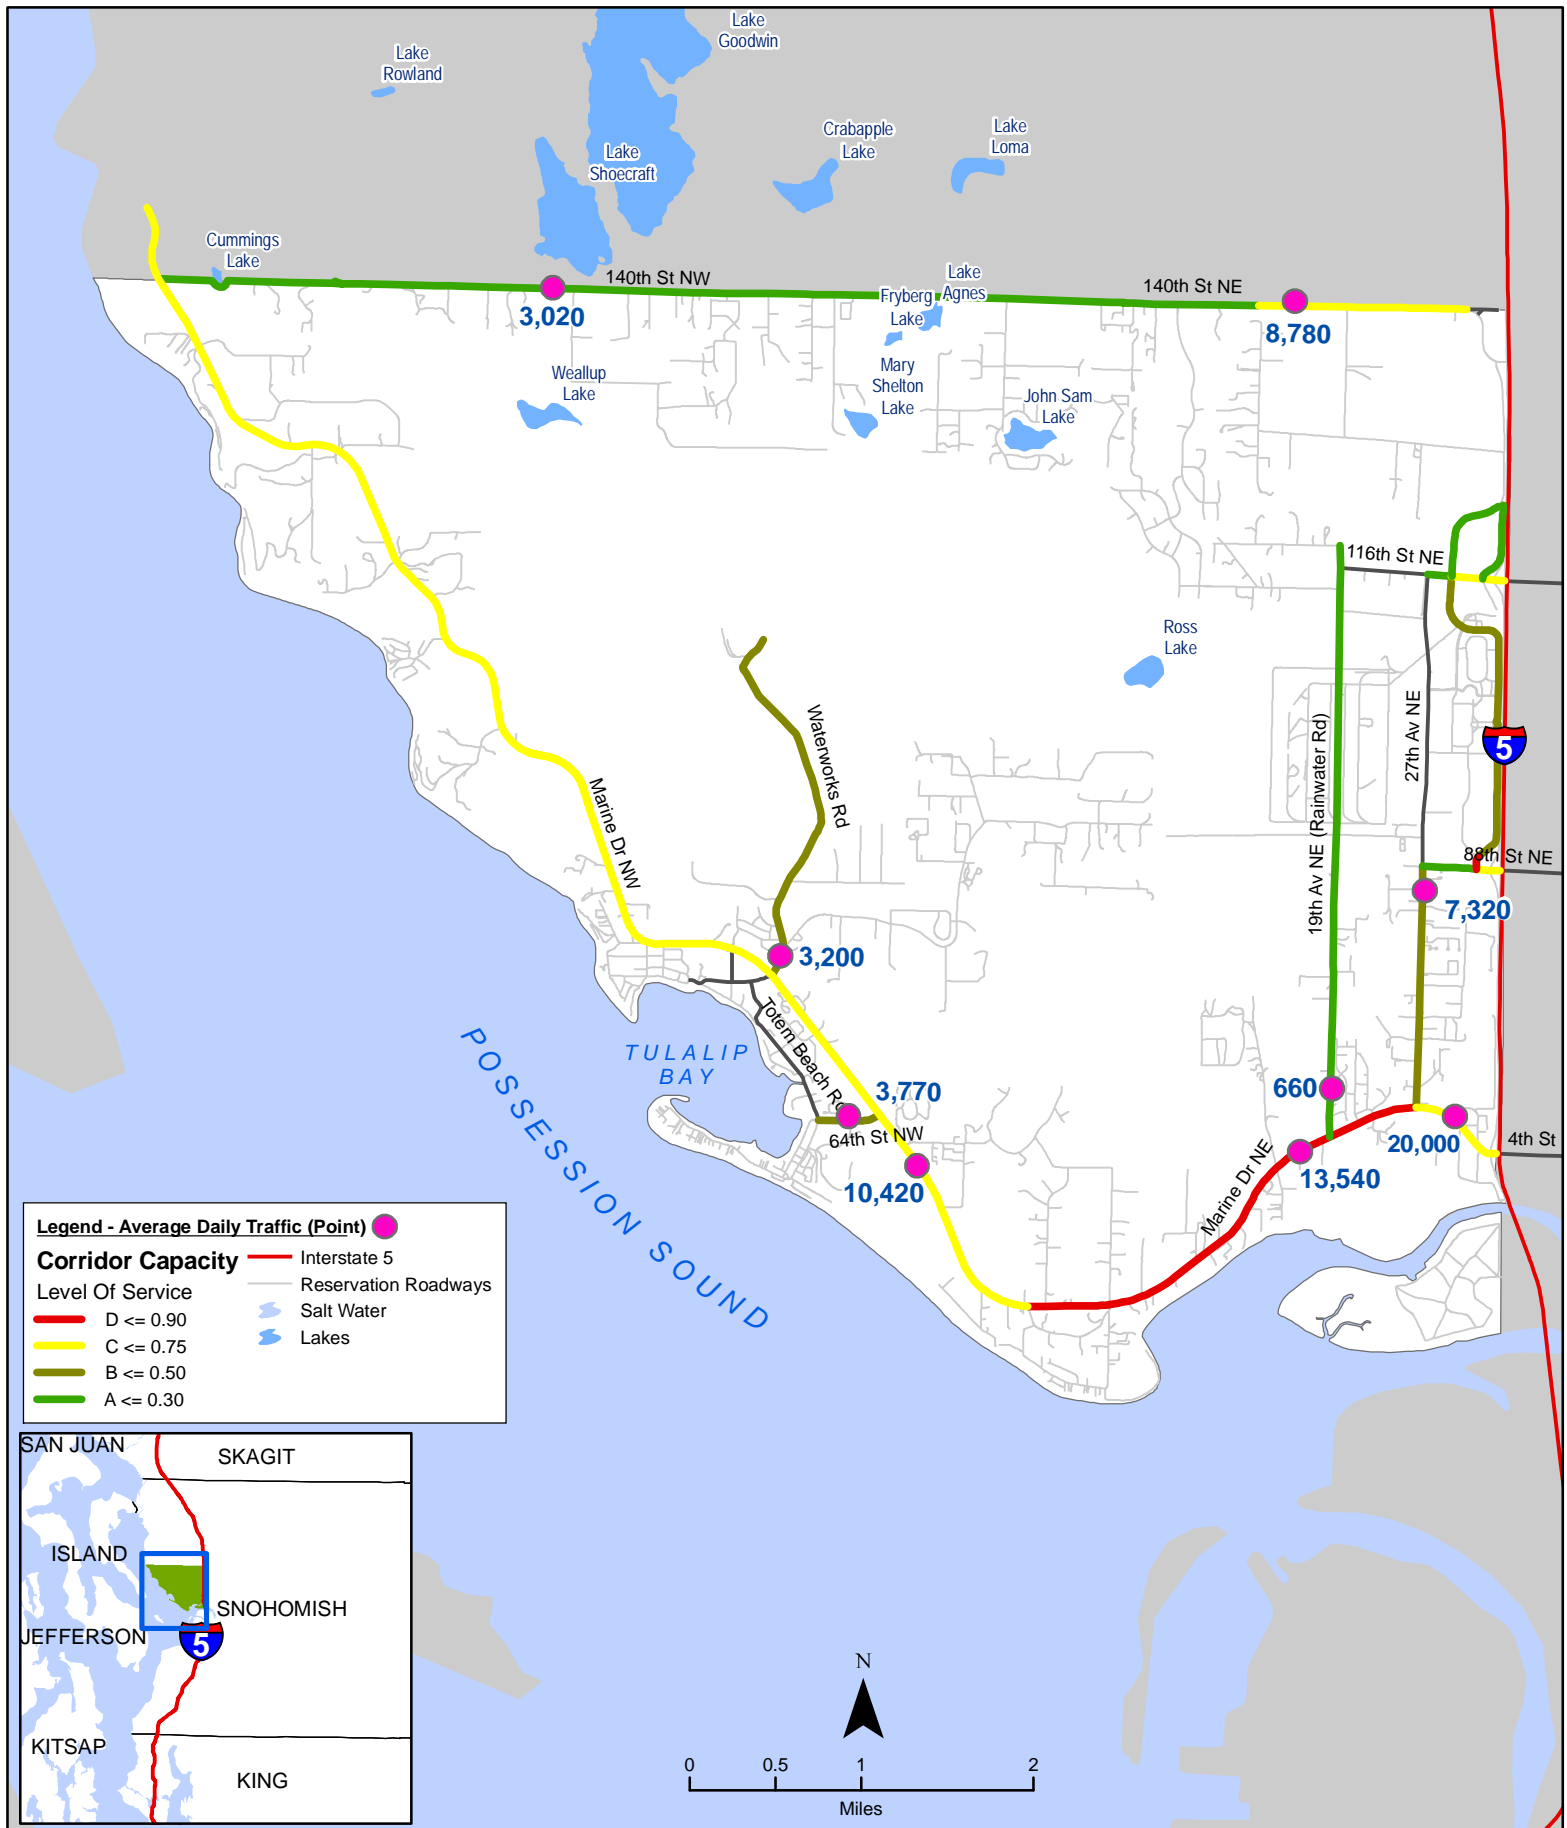 Lake
Goodwin
Lake
Rowland
Crabapple
Lake
Lake
Loma
Lake
Shoecraft
Cummings
Lake
140th St NW
Lake
Agnes
140th St NE
Fryberg
Lake
3,020
8,780
Weallup
Lake
Mary
Shelton
Lake
John Sam
Lake
116th St NE
Ross
Lake
Waterworks Rd
27th Av NE
19th Av NE (Rainwater Rd)
5
Marine Dr NW
88th St NE
7,320
3,200
Totem Beach Rd
TULALIP
BAY
POSSESSION SOUND
3,770
660
64th St NW
20,000
4th St
10,420
Marine Dr NE
13,540
Legend - Average Daily Traffic (Point)
Corridor Capacity
Level Of Service
D <= 0.90
C <= 0.75
B <= 0.50
A <= 0.30
Interstate 5
Reservation Roadways
Salt Water
Lakes
SAN JUAN
SKAGIT
ISLAND
SNOHOMISH
JEFFERSON
5
KITSAP
KING
N
0 0.5 1 2
Miles